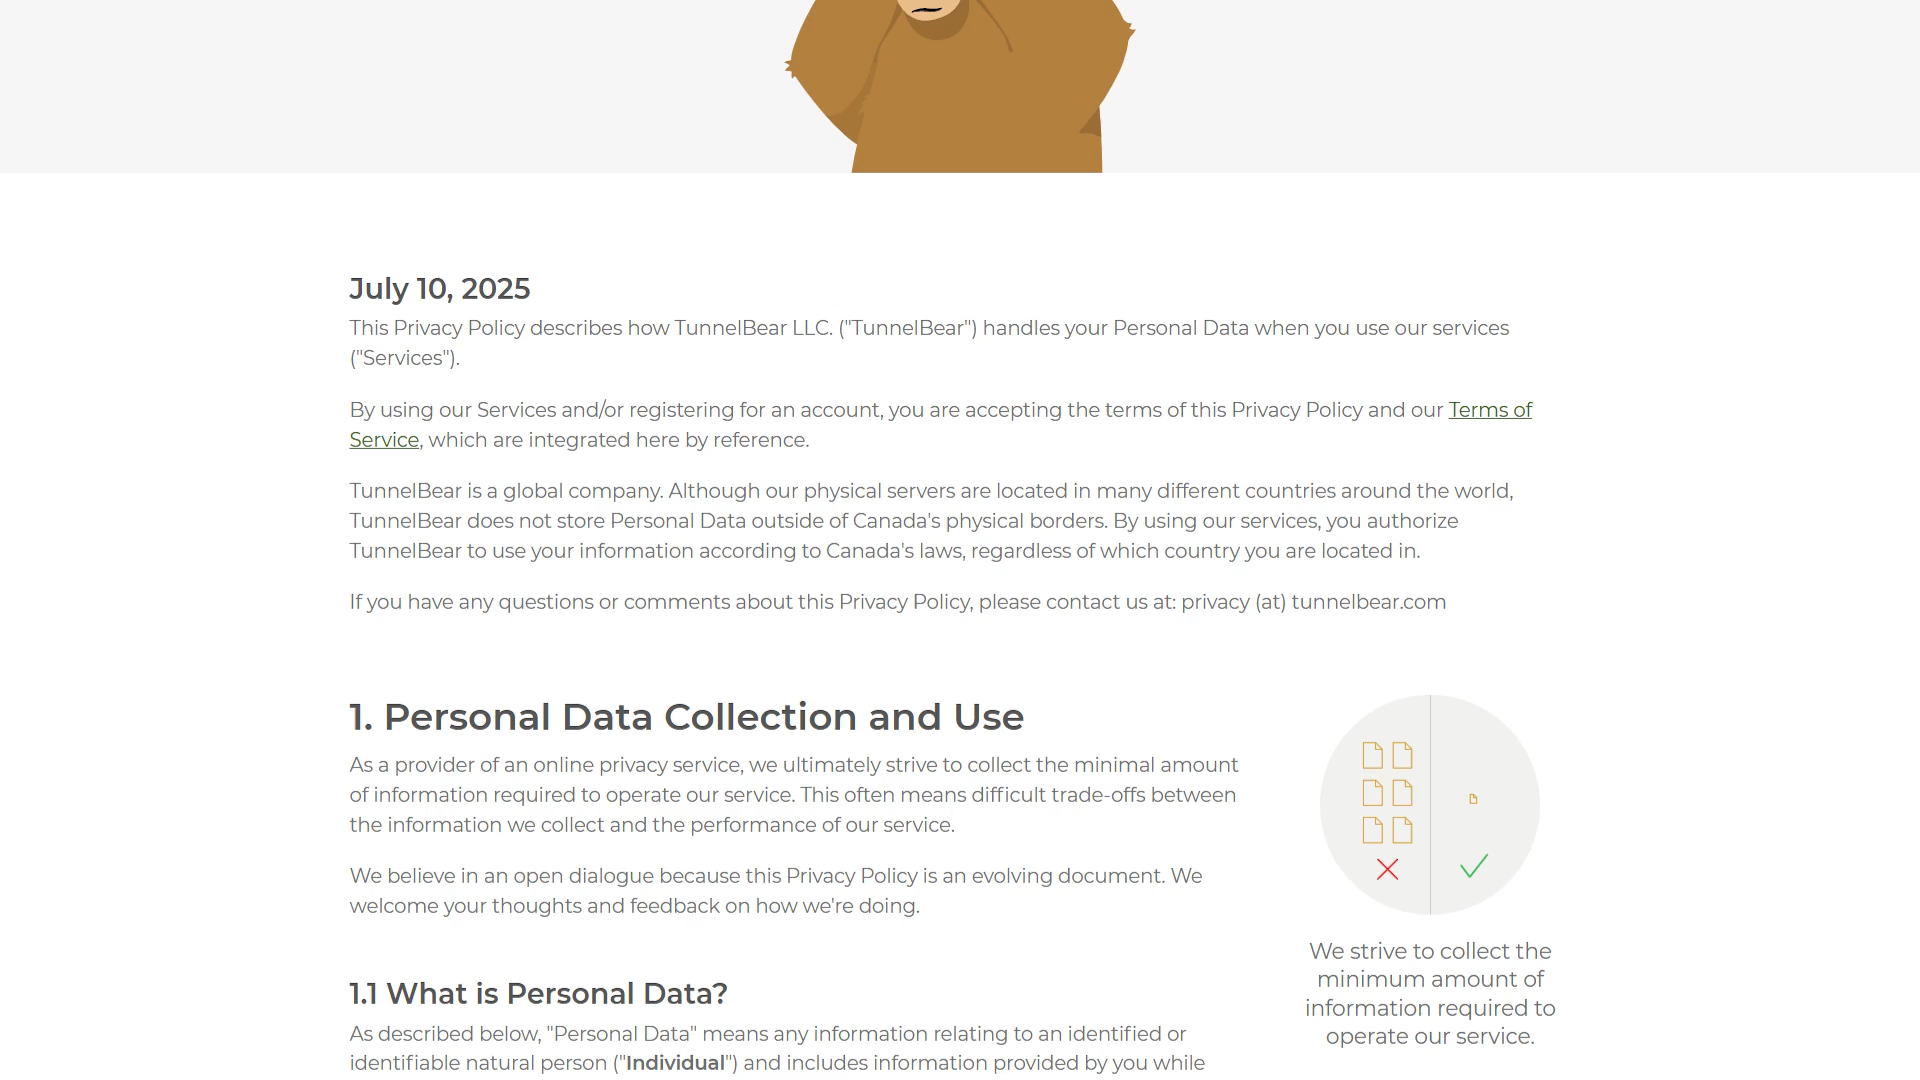 July 10, 2025
This Privacy Policy describes how TunnelBear LLC. ("TunnelBear") handles your Personal Data when you use our services
("Services").
By using our Services and/or registering for an account, you are accepting the terms of this Privacy Policy and our Terms of
Service, which are integrated here by reference.
TunnelBear is a global company. Although our physical servers are located in many different countries around the world,
TunnelBear does not store Personal Data outside of Canada's physical borders. By using our services, you authorize
TunnelBear to use your information according to Canada's laws, regardless of which country you are located in.
If you have any questions or comments about this Privacy Policy, please contact us at: privacy (at) tunnelbear.com
1. Personal Data Collection and Use
As a provider of an online privacy service, we ultimately strive to collect the minimal amount
of information required to operate our service. This often means difficult trade-offs between
the information we collect and the performance of our service.
We believe in an open dialogue because this Privacy Policy is an evolving document. We
welcome your thoughts and feedback on how we're doing.
We strive to collect the
minimum amount of
information required to
operate our service.
1.1 What is Personal Data?
As described below, "Personal Data" means any information relating to an identified or
identifiable natural person ("Individual") and includes information provided by you while